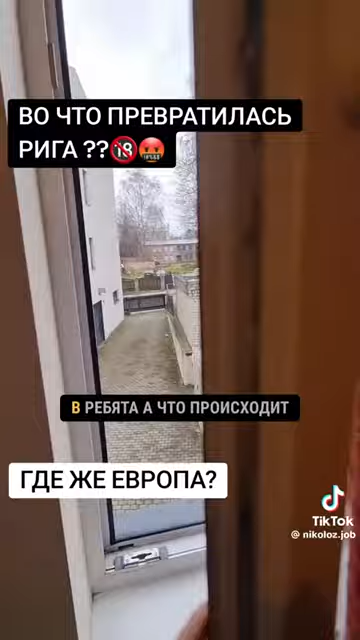 ВО ЧТО ПРЕВРАТИЛАСЬ
РИГА ??🔞🤬
В РЕБЯТА А ЧТО ПРОИСХОДИТ
ГДЕ ЖЕ ЕВРОПА?
TikTok
@ nikoloz.job